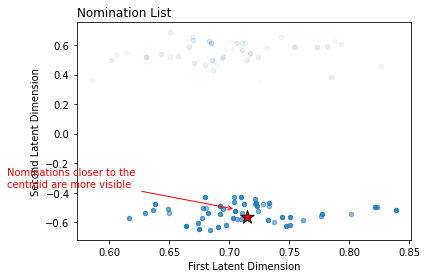 Nomination List
0.6
0.4
0.2
0.0
−0.2
−0.4
−0.6
Second Latent Dimension
Nominations closer to the
centroid are more visible
0.60
0.65
0.70
0.75
0.80
0.85
First Latent Dimension